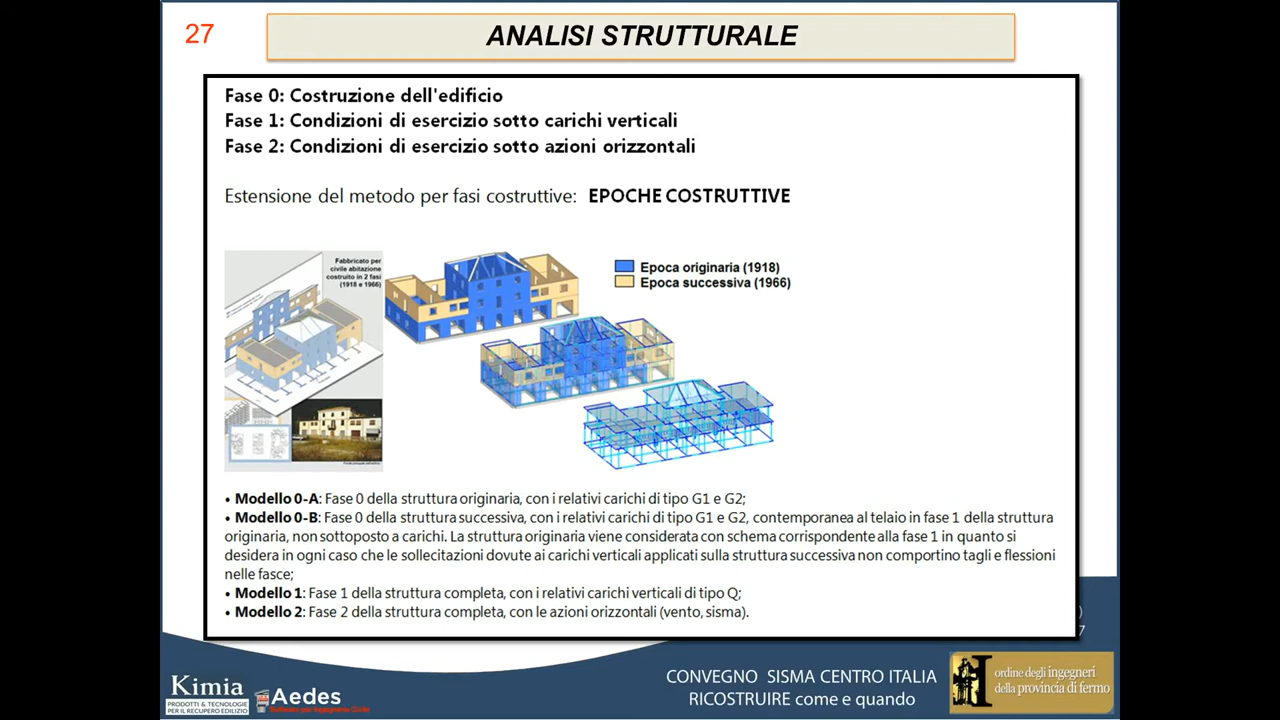 27
ANALISI STRUTTURALE
Fase 0: Costruzione dell'edificio
Fase 1: Condizioni di esercizio sotto carichi verticali
Fase 2: Condizioni di esercizio sotto azioni orizzontali
Estensione del metodo per fasi costruttive: EPOCHE COSTRUTTIVE
Fabbricato per
civile abitazione
costruito in 2 fasi
(1918 e 1966)
Epoca originaria (1918)
Epoca successiva (1966)
• Modello 0-A: Fase 0 della struttura originaria, con i relativi carichi di tipo G1 e G2;
• Modello 0-B: Fase 0 della struttura successiva, con i relativi carichi di tipo G1 e G2, contemporanea al telaio in fase 1 della struttura
originaria, non sottoposto a carichi. La struttura originaria viene considerata con schema corrispondente alla fase 1 in quanto si
desidera in ogni caso che le sollecitazioni dovute ai carichi verticali applicati sulla struttura successiva non comportino tagli e flessioni
nelle fasce;
• Modello 1: Fase 1 della struttura completa, con i relativi carichi verticali di tipo Q;
• Modello 2: Fase 2 della struttura completa, con le azioni orizzontali (vento, sisma).
)
7
Kimia
PRODOTTI & TECNOLOGIE
PER IL RECUPERO EDILIZIO
Aedes
Software per Ingegneria Civile
CONVEGNO SISMA CENTRO ITALIA
RICOSTRUIRE come e quando
ordine degli ingegneri
della provincia di fermo